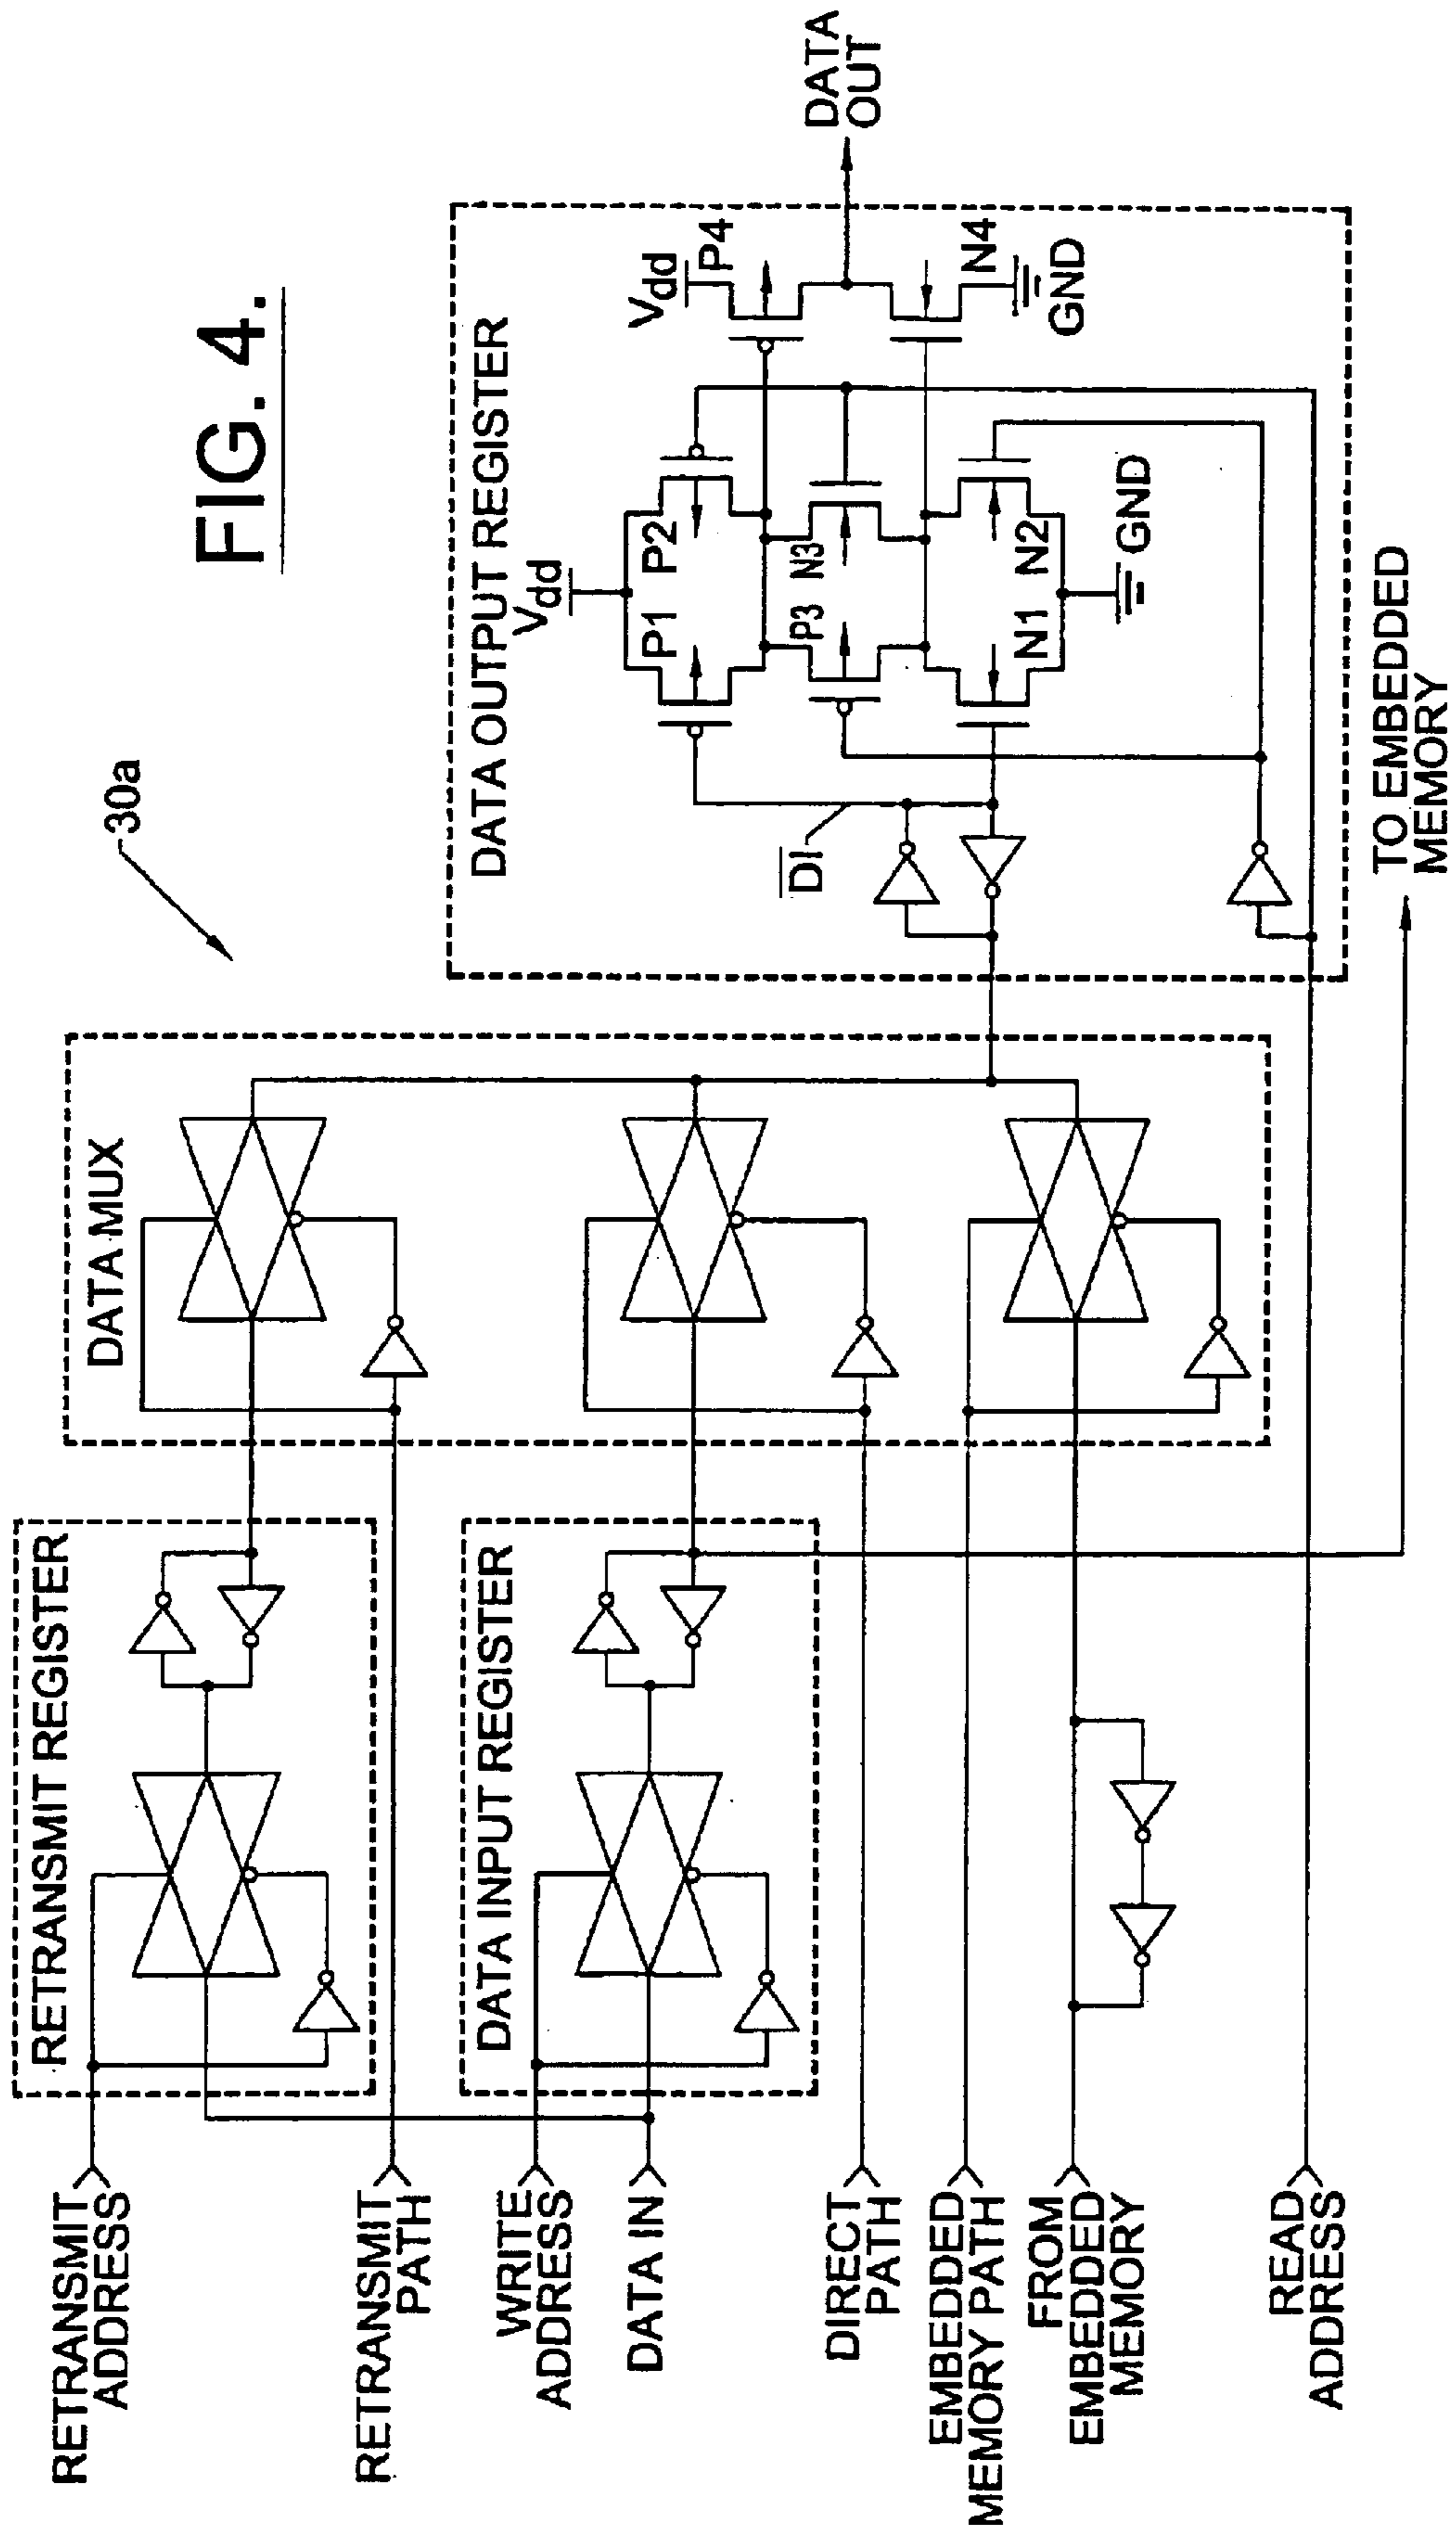 FIG. 4.
30a
RETRANSMIT
ADDRESS
RETRANSMIT
PATH
WRITE
ADDRESS
DATA IN
DIRECT
PATH
EMBEDDED
MEMORY PATH
FROM
EMBEDDED
MEMORY
READ
ADDRESS
RETRANSMIT REGISTER
DATA INPUT REGISTER
DATA MUX
DATA OUTPUT REGISTER
D̅I̅
Vdd
P1
P2
P3
N3
N1
N2
GND
Vdd
P4
N4
GND
DATA
OUT
TO EMBEDDED
MEMORY